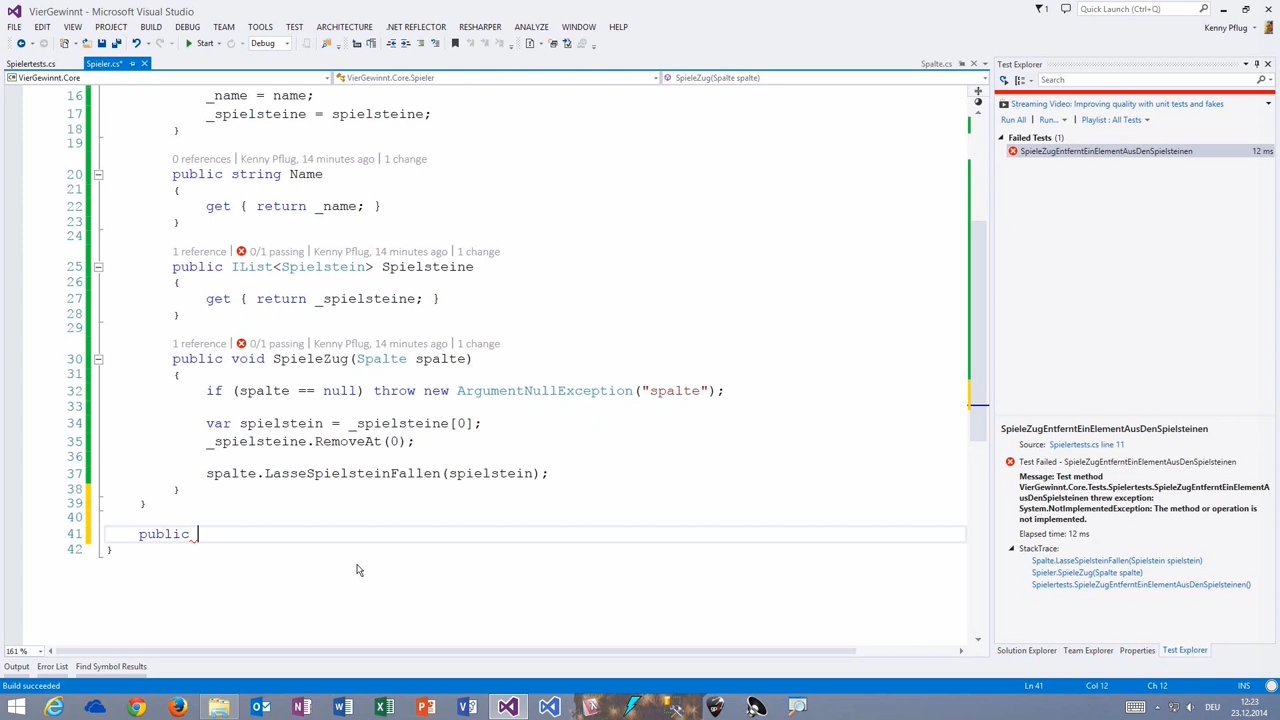 VierGewinnt - Microsoft Visual Studio
1
Quick Launch (Ctrl+Q)
FILE EDIT VIEW PROJECT BUILD DEBUG TEAM TOOLS TEST ARCHITECTURE FRAMEWORK .NET REFLECTOR RESHARPER ANALYZE WINDOW HELP
Kenny Pflug
Start Debug
Spielertests.cs Spieler.cs* Spalte.cs
VierGewinnt.Core VierGewinnt.Core.Spieler SpieleZug(Spalte spalte)
16 _name = name;
17 _spielsteine = spielsteine;
18 }
19
0 references | Kenny Pflug, 14 minutes ago | 1 change
20 public string Name
21 {
22 get { return _name; }
23 }
24
1 reference | 0/1 passing | Kenny Pflug, 14 minutes ago | 1 change
25 public IList<Spielstein> Spielsteine
26 {
27 get { return _spielsteine; }
28 }
29
1 reference | 0/1 passing | Kenny Pflug, 14 minutes ago | 1 change
30 public void SpieleZug(Spalte spalte)
31 {
32 if (spalte == null) throw new ArgumentNullException("spalte");
33
34 var spielstein = _spielsteine[0];
35 _spielsteine.RemoveAt(0);
36
37 spalte.LasseSpielsteinFallen(spielstein);
38 }
39 }
40
41 public
42 }
161 %
Output Error List Find Symbol Results
Build succeeded
Ln 41 Col 12 Ch 12 INS
Test Explorer
Search
Streaming Video: Improving quality with unit tests and fakes
Run All Run... Playlist : All Tests
Failed Tests (1)
SpieleZugEntferntEinElementAusDenSpielsteinen 12 ms
SpieleZugEntferntEinElementAusDenSpielsteinen
Source: Spielertests.cs line 11
Test Failed - SpieleZugEntferntEinElementAusDenSpielsteinen
Message: Test method
VierGewinnt.Core.Tests.Spielertests.SpieleZugEntferntEinElementA
usDenSpielsteinen threw exception:
System.NotImplementedException: The method or operation is
not implemented.
Elapsed time: 12 ms
StackTrace:
Spalte.LasseSpielsteinFallen(Spielstein spielstein)
Spieler.SpieleZug(Spalte spalte)
Spielertests.SpieleZugEntferntEinElementAusDenSpielsteinen()
Solution Explorer Team Explorer Properties Test Explorer
DEU
12:23
23.12.2014